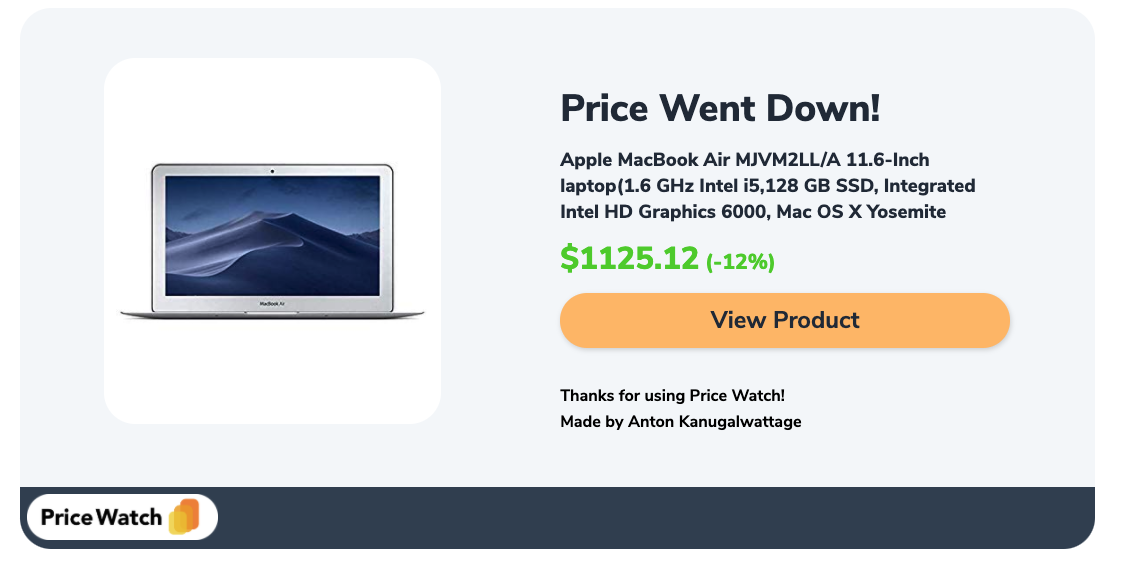 Price Went Down!
Apple MacBook Air MJVM2LL/A 11.6-Inch
laptop(1.6 GHz Intel i5,128 GB SSD, Integrated
Intel HD Graphics 6000, Mac OS X Yosemite
$1125.12 (-12%)
View Product
Thanks for using Price Watch!
Made by Anton Kanugalwattage
MacBook Air
Price Watch